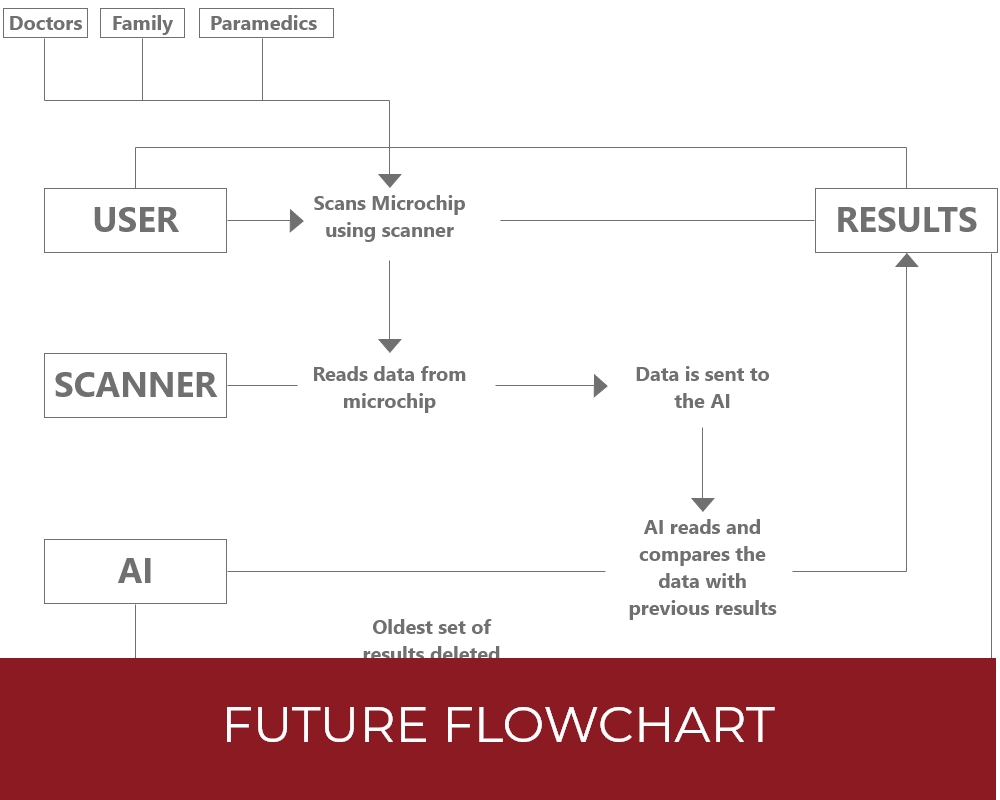 Doctors
Family
Paramedics
USER
Scans Microchip
using scanner
RESULTS
SCANNER
Reads data from
microchip
Data is sent to
the AI
AI
AI reads and
compares the
data with
previous results
Oldest set of
results deleted
FUTURE FLOWCHART